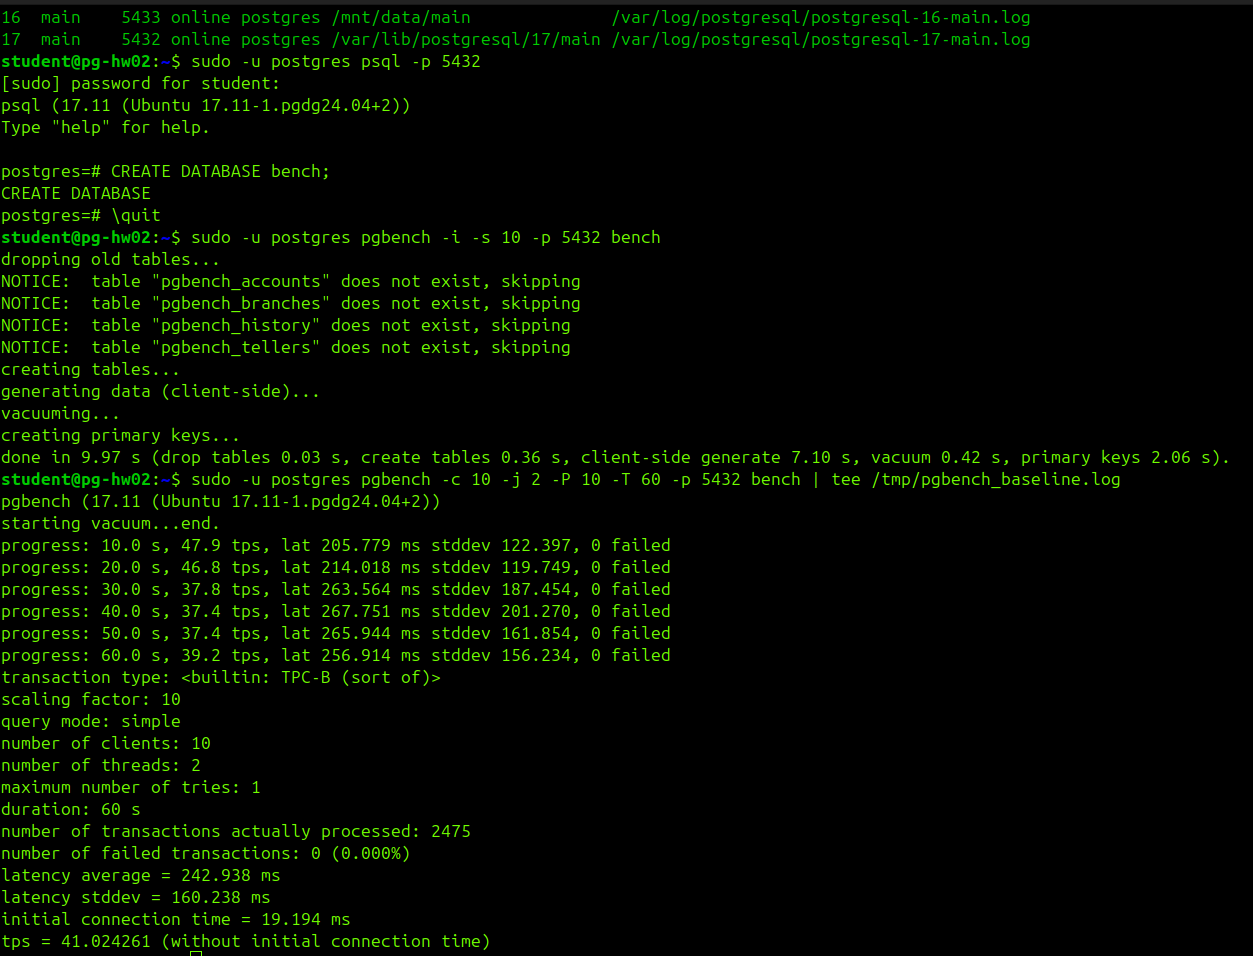 16  main    5433 online postgres /mnt/data/main              /var/log/postgresql/postgresql-16-main.log
17  main    5432 online postgres /var/lib/postgresql/17/main /var/log/postgresql/postgresql-17-main.log
student@pg-hw02:~$ sudo -u postgres psql -p 5432
[sudo] password for student:
psql (17.11 (Ubuntu 17.11-1.pgdg24.04+2))
Type "help" for help.

postgres=# CREATE DATABASE bench;
CREATE DATABASE
postgres=# \quit
student@pg-hw02:~$ sudo -u postgres pgbench -i -s 10 -p 5432 bench
dropping old tables...
NOTICE:  table "pgbench_accounts" does not exist, skipping
NOTICE:  table "pgbench_branches" does not exist, skipping
NOTICE:  table "pgbench_history" does not exist, skipping
NOTICE:  table "pgbench_tellers" does not exist, skipping
creating tables...
generating data (client-side)...
vacuuming...
creating primary keys...
done in 9.97 s (drop tables 0.03 s, create tables 0.36 s, client-side generate 7.10 s, vacuum 0.42 s, primary keys 2.06 s).
student@pg-hw02:~$ sudo -u postgres pgbench -c 10 -j 2 -P 10 -T 60 -p 5432 bench | tee /tmp/pgbench_baseline.log
pgbench (17.11 (Ubuntu 17.11-1.pgdg24.04+2))
starting vacuum...end.
progress: 10.0 s, 47.9 tps, lat 205.779 ms stddev 122.397, 0 failed
progress: 20.0 s, 46.8 tps, lat 214.018 ms stddev 119.749, 0 failed
progress: 30.0 s, 37.8 tps, lat 263.564 ms stddev 187.454, 0 failed
progress: 40.0 s, 37.4 tps, lat 267.751 ms stddev 201.270, 0 failed
progress: 50.0 s, 37.4 tps, lat 265.944 ms stddev 161.854, 0 failed
progress: 60.0 s, 39.2 tps, lat 256.914 ms stddev 156.234, 0 failed
transaction type: <builtin: TPC-B (sort of)>
scaling factor: 10
query mode: simple
number of clients: 10
number of threads: 2
maximum number of tries: 1
duration: 60 s
number of transactions actually processed: 2475
number of failed transactions: 0 (0.000%)
latency average = 242.938 ms
latency stddev = 160.238 ms
initial connection time = 19.194 ms
tps = 41.024261 (without initial connection time)